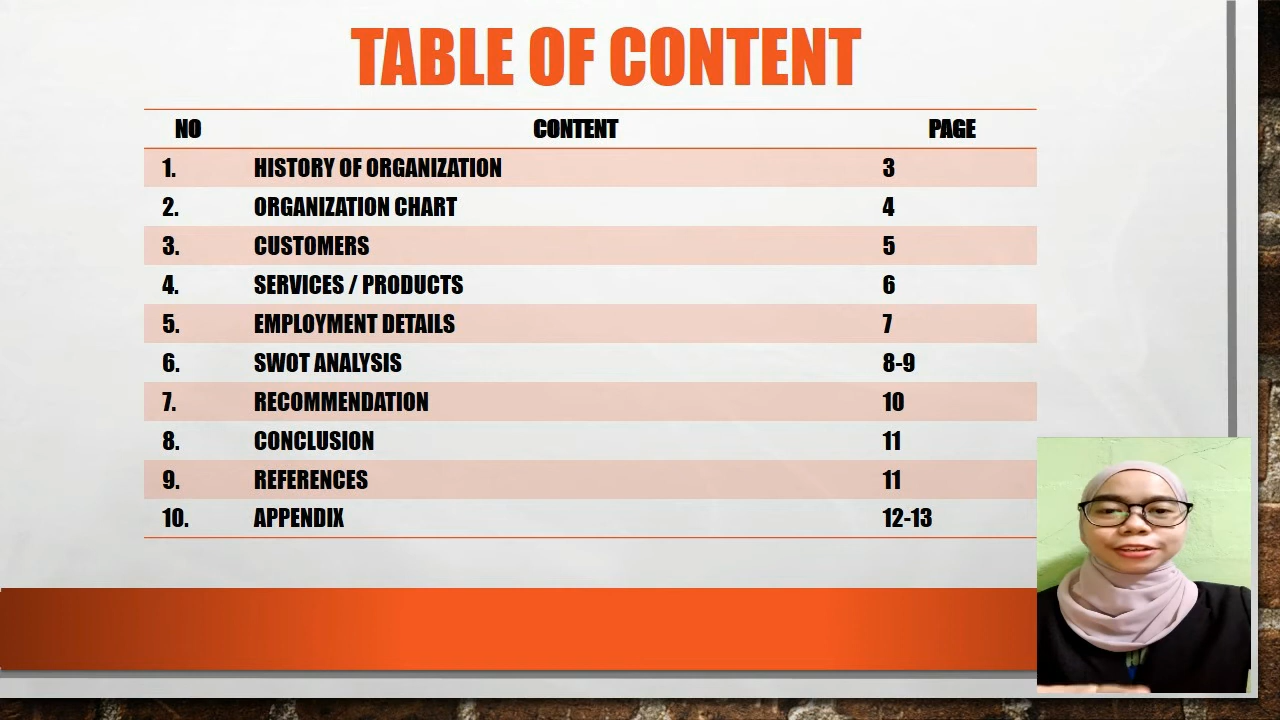 TABLE OF CONTENT
NO CONTENT PAGE
1. HISTORY OF ORGANIZATION 3
2. ORGANIZATION CHART 4
3. CUSTOMERS 5
4. SERVICES / PRODUCTS 6
5. EMPLOYMENT DETAILS 7
6. SWOT ANALYSIS 8-9
7. RECOMMENDATION 10
8. CONCLUSION 11
9. REFERENCES 11
10. APPENDIX 12-13